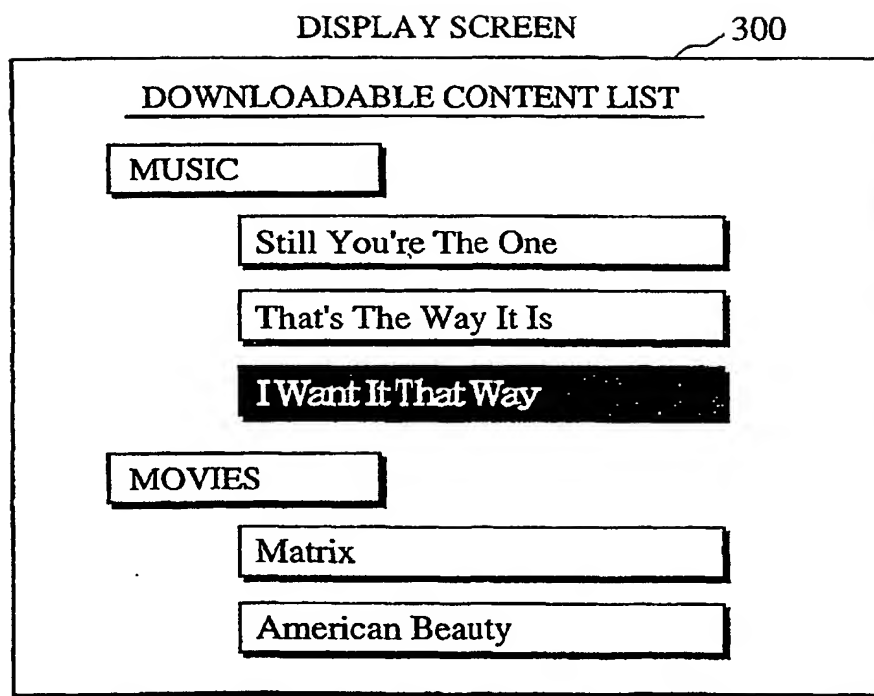 DISPLAY SCREEN 300
DOWNLOADABLE CONTENT LIST
MUSIC
Still You're The One
That's The Way It Is
I Want It That Way
MOVIES
Matrix
American Beauty